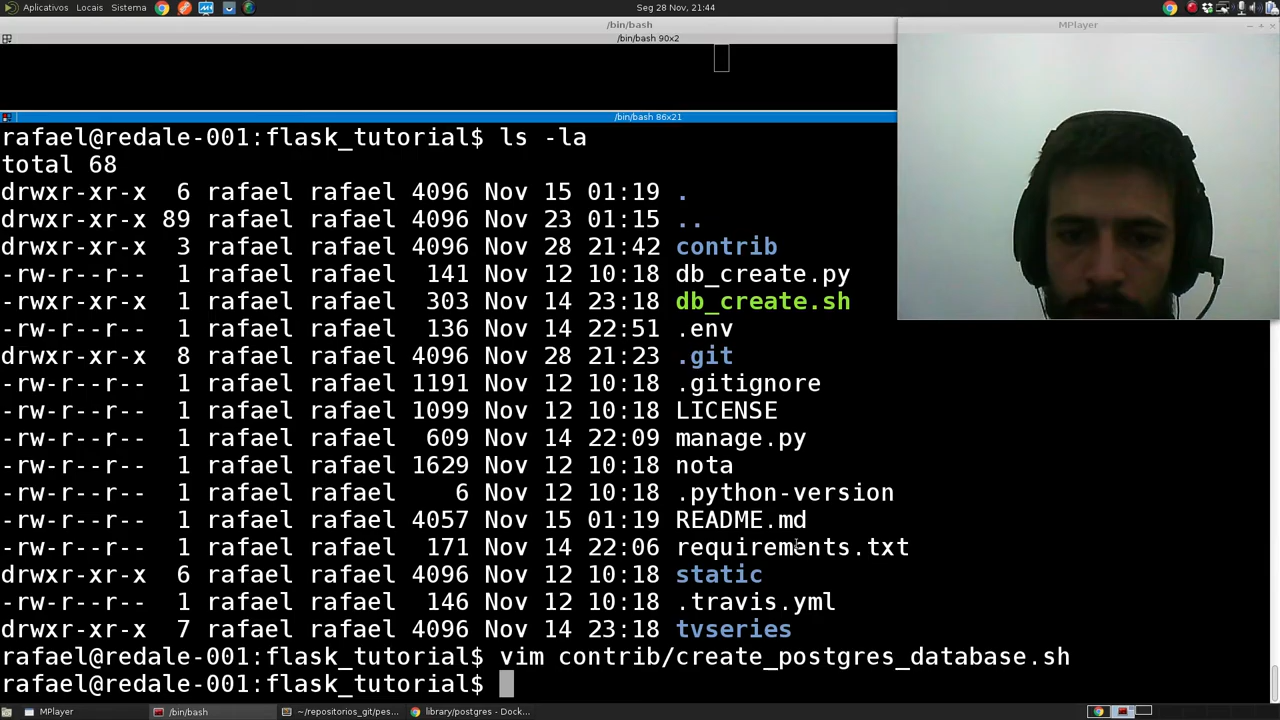 Aplicativos Locais Sistema Seg 28 Nov, 21:44
/bin/bash
MPlayer
/bin/bash 90x2
/bin/bash 86x21
rafael@redale-001:flask_tutorial$ ls -la
total 68
drwxr-xr-x 6 rafael rafael 4096 Nov 15 01:19 .
drwxr-xr-x 89 rafael rafael 4096 Nov 23 01:15 ..
drwxr-xr-x 3 rafael rafael 4096 Nov 28 21:42 contrib
-rw-r--r-- 1 rafael rafael 141 Nov 12 10:18 db_create.py
-rwxr-xr-x 1 rafael rafael 303 Nov 14 23:18 db_create.sh
-rw-r--r-- 1 rafael rafael 136 Nov 14 22:51 .env
drwxr-xr-x 8 rafael rafael 4096 Nov 28 21:23 .git
-rw-r--r-- 1 rafael rafael 1191 Nov 12 10:18 .gitignore
-rw-r--r-- 1 rafael rafael 1099 Nov 12 10:18 LICENSE
-rw-r--r-- 1 rafael rafael 609 Nov 14 22:09 manage.py
-rw-r--r-- 1 rafael rafael 1629 Nov 12 10:18 nota
-rw-r--r-- 1 rafael rafael 6 Nov 12 10:18 .python-version
-rw-r--r-- 1 rafael rafael 4057 Nov 15 01:19 README.md
-rw-r--r-- 1 rafael rafael 171 Nov 14 22:06 requirements.txt
drwxr-xr-x 6 rafael rafael 4096 Nov 12 10:18 static
-rw-r--r-- 1 rafael rafael 146 Nov 12 10:18 .travis.yml
drwxr-xr-x 7 rafael rafael 4096 Nov 14 23:18 tvseries
rafael@redale-001:flask_tutorial$ vim contrib/create_postgres_database.sh
rafael@redale-001:flask_tutorial$
MPlayer /bin/bash ~/repositorios_git/pes... library/postgres - Dock...